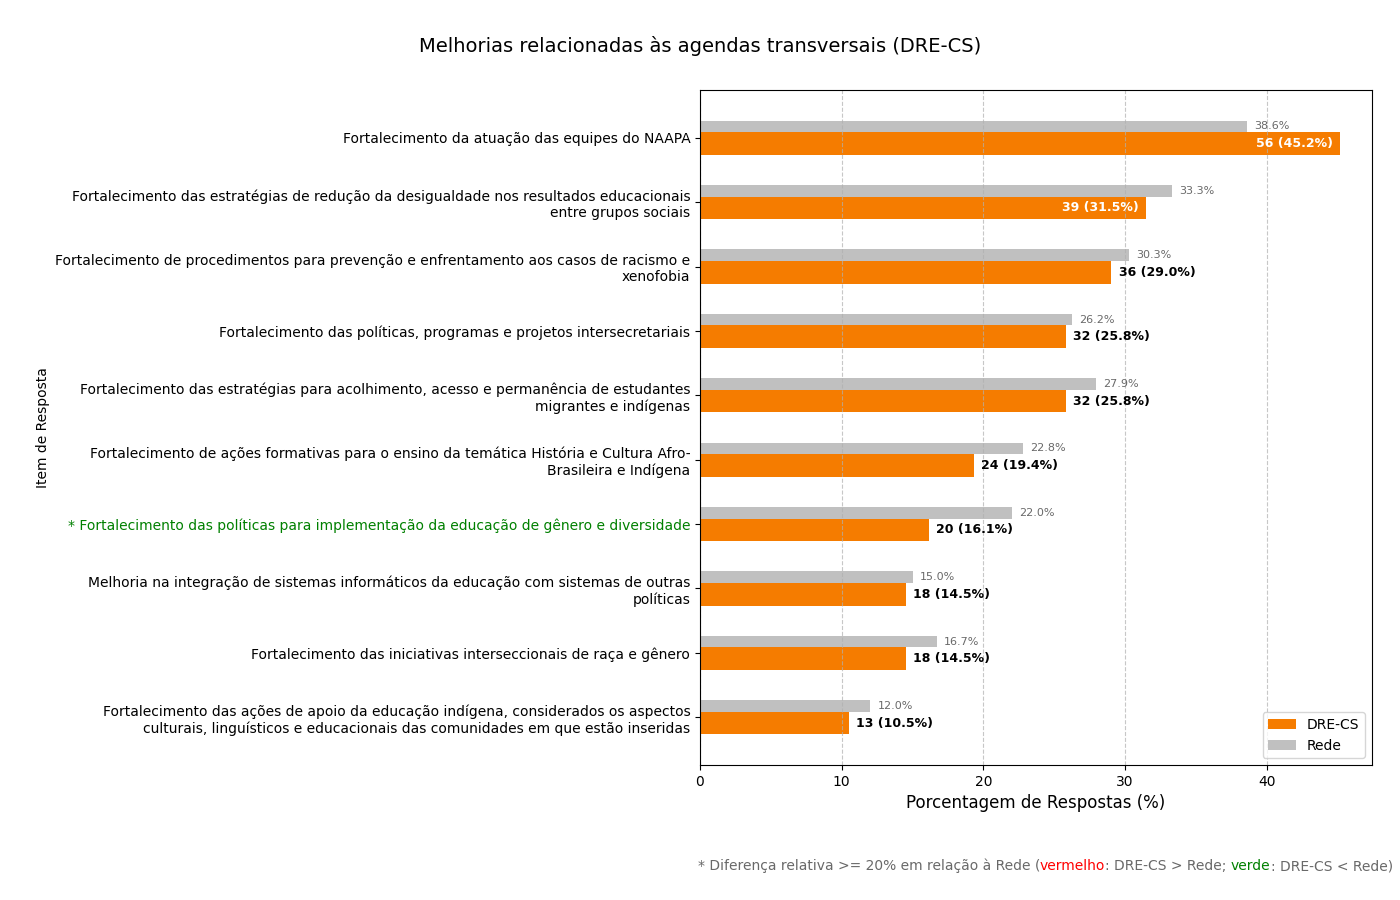 Melhorias relacionadas às agendas transversais (DRE-CS)
Item de Resposta
Fortalecimento da atuação das equipes do NAAPA
38.6%
56 (45.2%)
Fortalecimento das estratégias de redução da desigualdade nos resultados educacionais
entre grupos sociais
33.3%
39 (31.5%)
Fortalecimento de procedimentos para prevenção e enfrentamento aos casos de racismo e
xenofobia
30.3%
36 (29.0%)
Fortalecimento das políticas, programas e projetos intersecretariais
26.2%
32 (25.8%)
Fortalecimento das estratégias para acolhimento, acesso e permanência de estudantes
migrantes e indígenas
27.9%
32 (25.8%)
Fortalecimento de ações formativas para o ensino da temática História e Cultura Afro-
Brasileira e Indígena
22.8%
24 (19.4%)
* Fortalecimento das políticas para implementação da educação de gênero e diversidade
22.0%
20 (16.1%)
Melhoria na integração de sistemas informáticos da educação com sistemas de outras
políticas
15.0%
18 (14.5%)
Fortalecimento das iniciativas interseccionais de raça e gênero
16.7%
18 (14.5%)
Fortalecimento das ações de apoio da educação indígena, considerados os aspectos
culturais, linguísticos e educacionais das comunidades em que estão inseridas
12.0%
13 (10.5%)
DRE-CS
Rede
0 10 20 30 40
Porcentagem de Respostas (%)
* Diferença relativa >= 20% em relação à Rede (vermelho: DRE-CS > Rede; verde: DRE-CS < Rede)